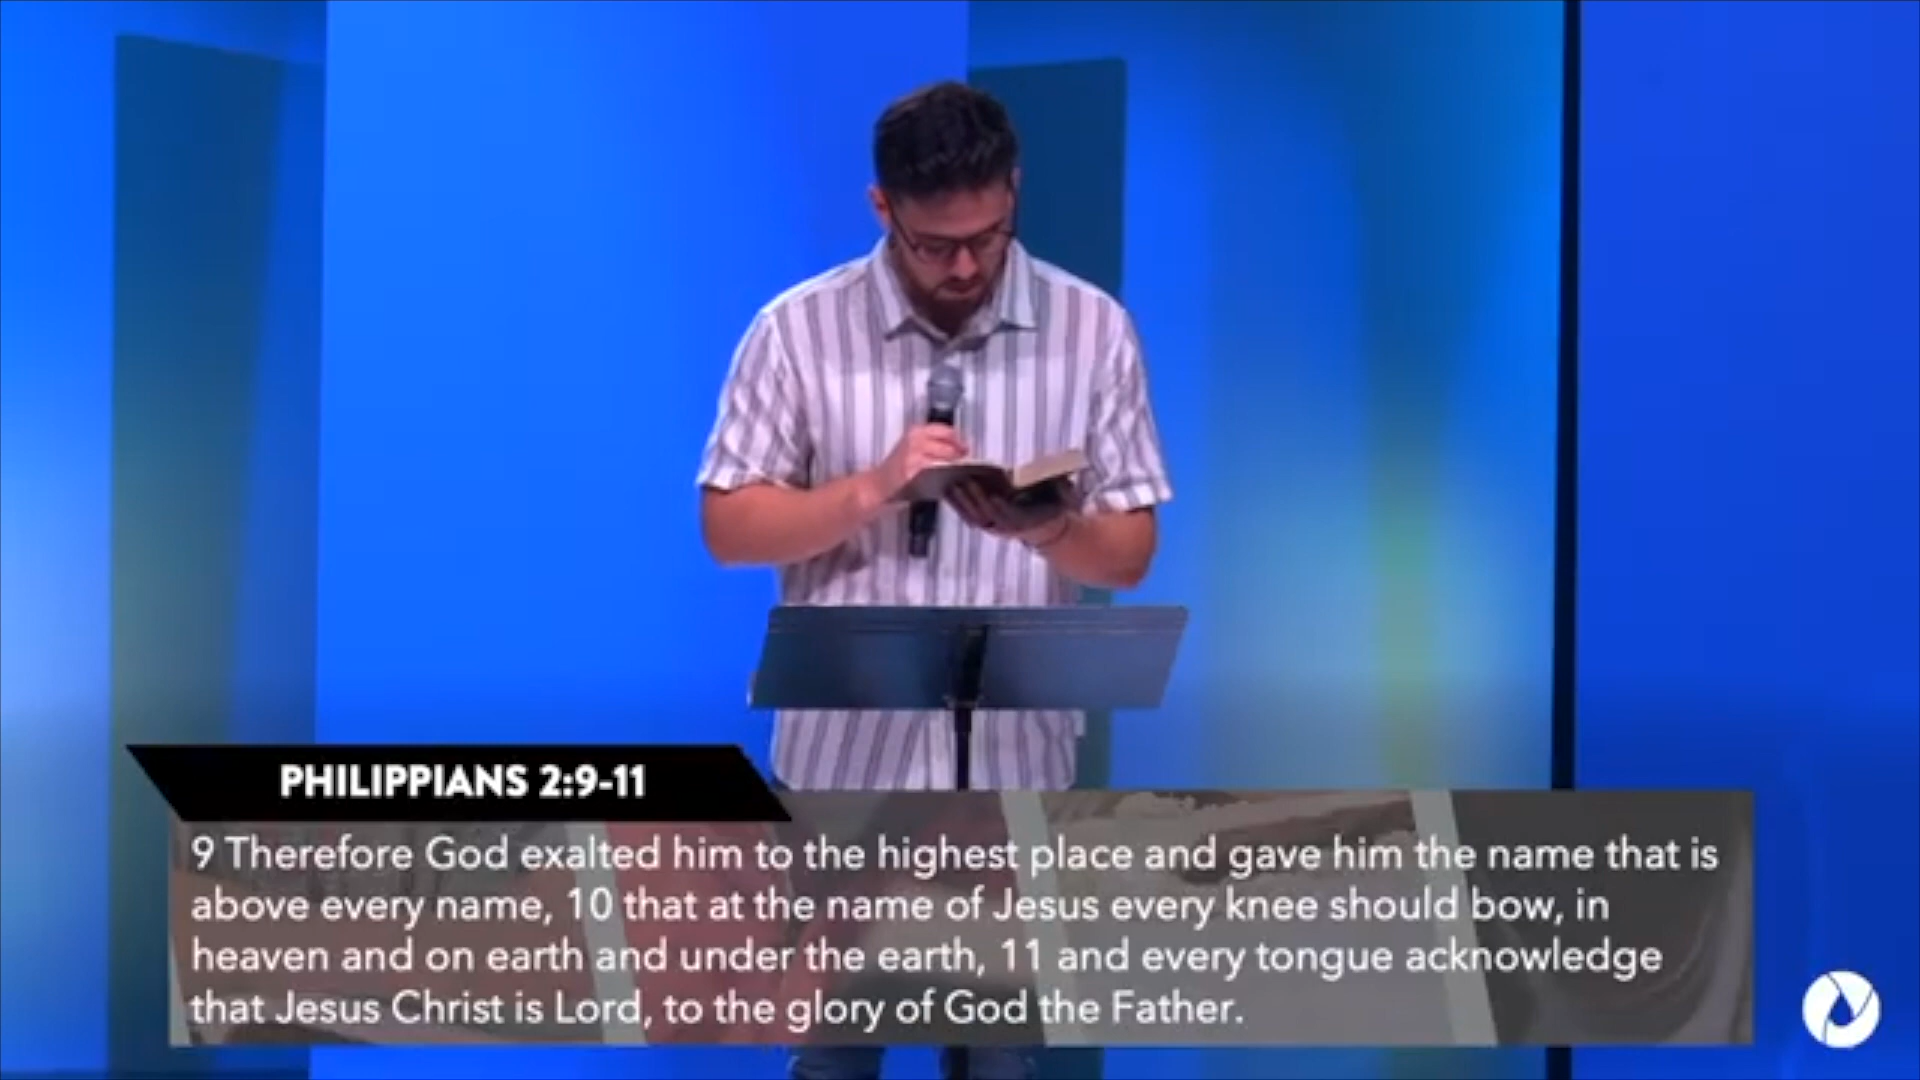 PHILIPPIANS 2:9-11
9 Therefore God exalted him to the highest place and gave him the name that is
above every name, 10 that at the name of Jesus every knee should bow, in
heaven and on earth and under the earth, 11 and every tongue acknowledge
that Jesus Christ is Lord, to the glory of God the Father.